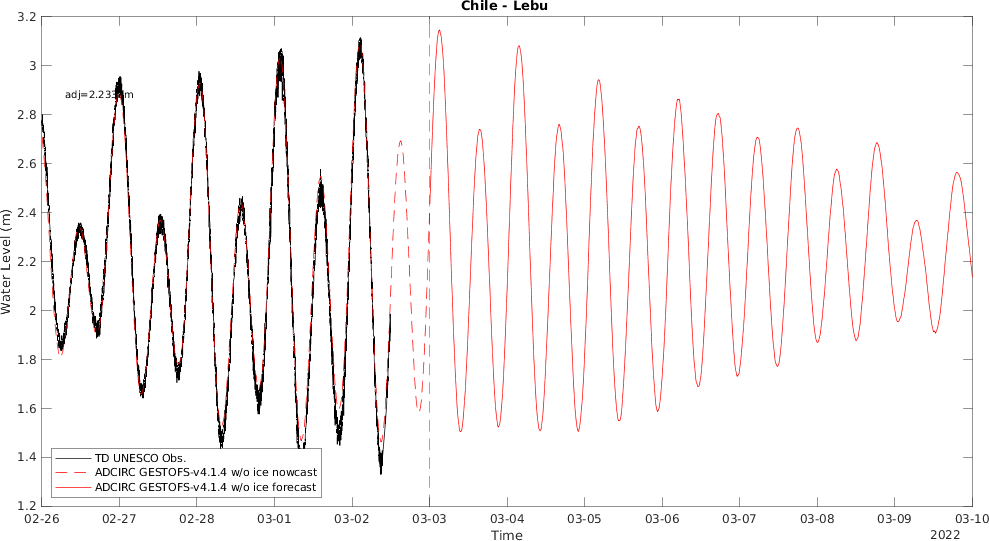 Chile - Lebu
3.2
3
2.8
2.6
2.4
2.2
2
1.8
1.6
1.4
1.2
Water Level (m)
adj=2.233 m
TD UNESCO Obs.
ADCIRC GESTOFS-v4.1.4 w/o ice nowcast
ADCIRC GESTOFS-v4.1.4 w/o ice forecast
02-26 02-27 02-28 03-01 03-02 03-03 03-04 03-05 03-06 03-07 03-08 03-09 03-10
Time
2022